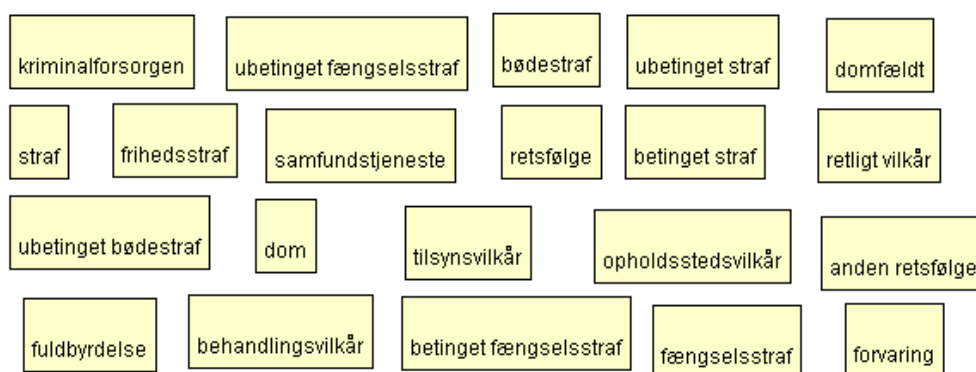 kriminalforsorgen ubetinget fængselsstraf bødestraf ubetinget straf domfældt
straf frihedsstraf samfundstjeneste retsfølge betinget straf retligt vilkår
ubetinget bødestraf dom tilsynsvilkår opholdsstedsvilkår anden retsfølge
fuldbyrdelse behandlingsvilkår betinget fængselsstraf fængselsstraf forvaring